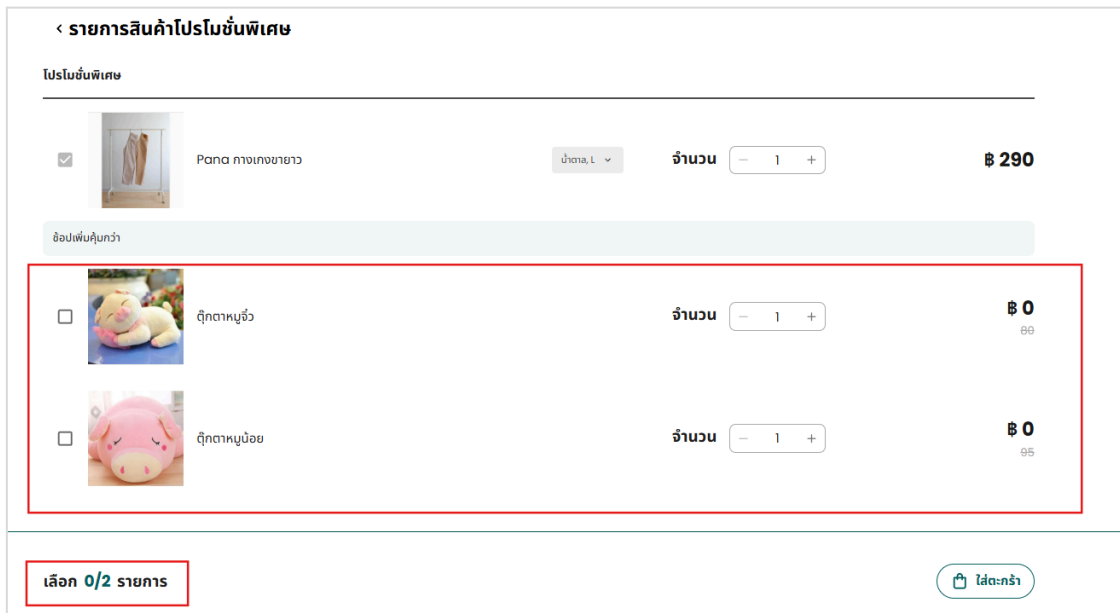 < รายการสินค้าโปรโมชั่นพิเศษ
โปรโมชั่นพิเศษ
Pana กางเกงขายาว น้ำตาล, L จำนวน − 1 + ฿ 290
ช้อปเพิ่มคุ้มกว่า
ตุ๊กตาหมูจิ๋ว จำนวน − 1 + ฿ 0
80
ตุ๊กตาหมูน้อย จำนวน − 1 + ฿ 0
95
เลือก 0/2 รายการ ใส่ตะกร้า